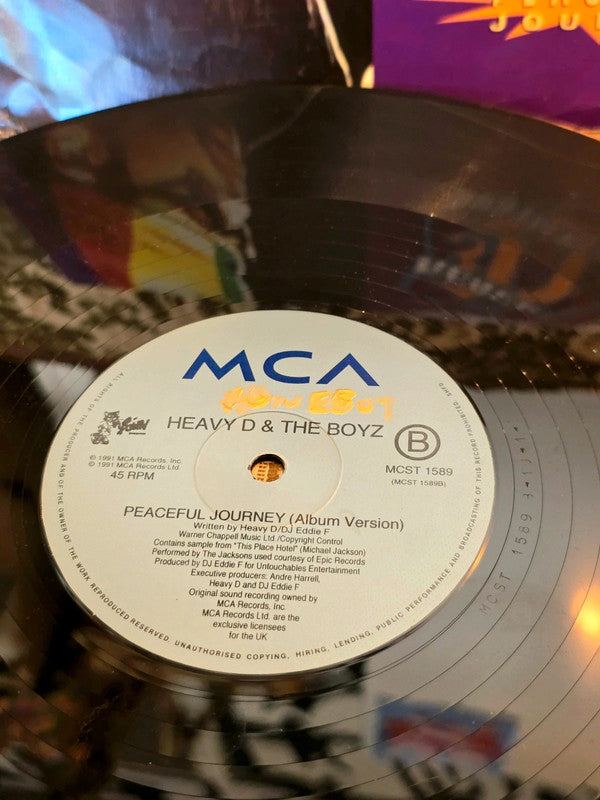 JOU
MCA
HEAVY D & THE BOYZ
B
MCST 1589
(MCST 1589B)
℗ 1991 MCA Records, Inc.
© 1991 MCA Records Ltd.
45 RPM
PEACEFUL JOURNEY (Album Version)
Written by Heavy D/DJ Eddie F
Warner Chappell Music Ltd./Copyright Control
Contains sample from "This Place Hotel" (Michael Jackson)
Performed by The Jacksons used courtesy of Epic Records
Produced by DJ Eddie F for Untouchables Entertainment
Executive producers: Andre Harrell,
Heavy D and DJ Eddie F
Original sound recording owned by
MCA Records, Inc.
MCA Records Ltd. are the
exclusive licensees
for the UK
ALL RIGHTS OF THE PRODUCER AND OF THE OWNER OF THE WORK REPRODUCED RESERVED. UNAUTHORISED COPYING, HIRING, LENDING, PUBLIC PERFORMANCE AND BROADCASTING OF THIS RECORD PROHIBITED
MCST 1589